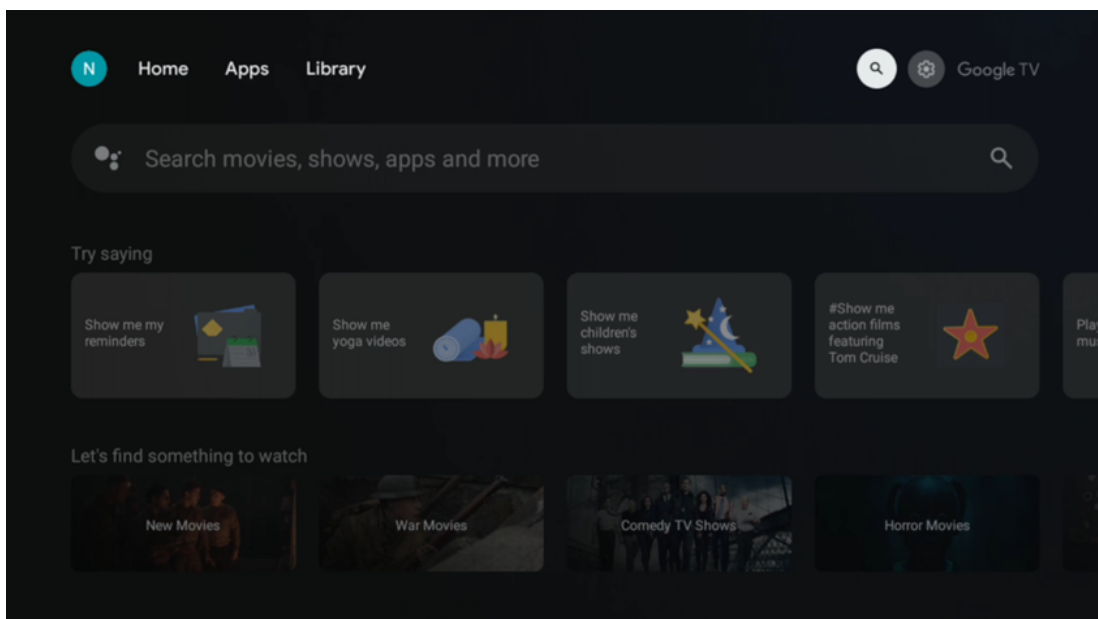 N
Home
Apps
Library
Google TV
Search movies, shows, apps and more
Try saying
Show me my
reminders
Show me
yoga videos
Show me
children's
shows
#Show me
action films
featuring
Tom Cruise
Let's find something to watch
New Movies
War Movies
Comedy TV Shows
Horror Movies